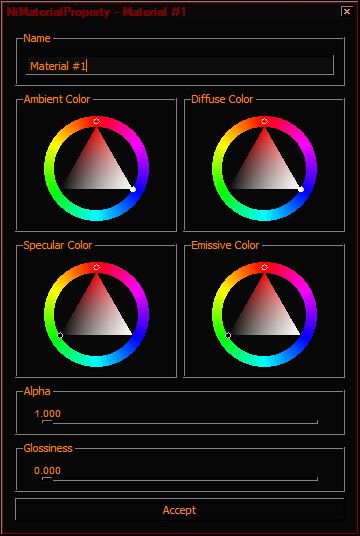 NiMaterialProperty - Material #1
Name
Material #1
Ambient Color
Diffuse Color
Specular Color
Emissive Color
Alpha
1.000
Glossiness
0.000
Accept